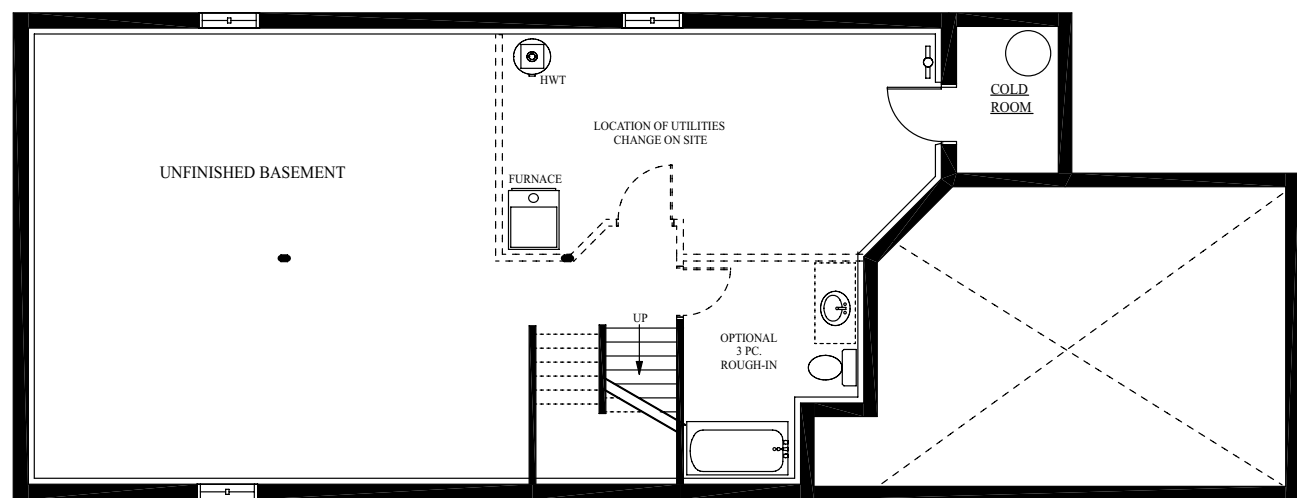 HWT
COLD
ROOM
LOCATION OF UTILITIES
CHANGE ON SITE
UNFINISHED BASEMENT
FURNACE
UP
OPTIONAL
3 PC.
ROUGH-IN